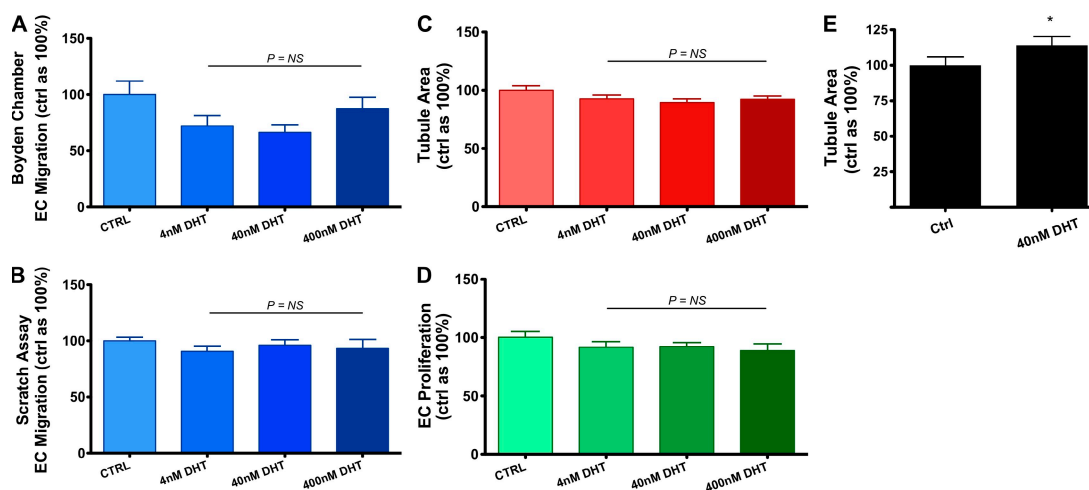 A
Boyden Chamber
EC Migration (ctrl as 100%)
150
100
50
0
P = NS
CTRL
4nM DHT
40nM DHT
400nM DHT
B
Scratch Assay
EC Migration (ctrl as 100%)
150
100
50
0
P = NS
CTRL
4nM DHT
40nM DHT
400nM DHT
C
Tubule Area
(ctrl as 100%)
150
100
50
0
P = NS
CTRL
4nM DHT
40nM DHT
400nM DHT
D
EC Proliferation
(ctrl as 100%)
150
100
50
0
P = NS
CTRL
4nM DHT
40nM DHT
400nM DHT
E
Tubule Area
(ctrl as 100%)
125
100
75
25
*
Ctrl
40nM DHT